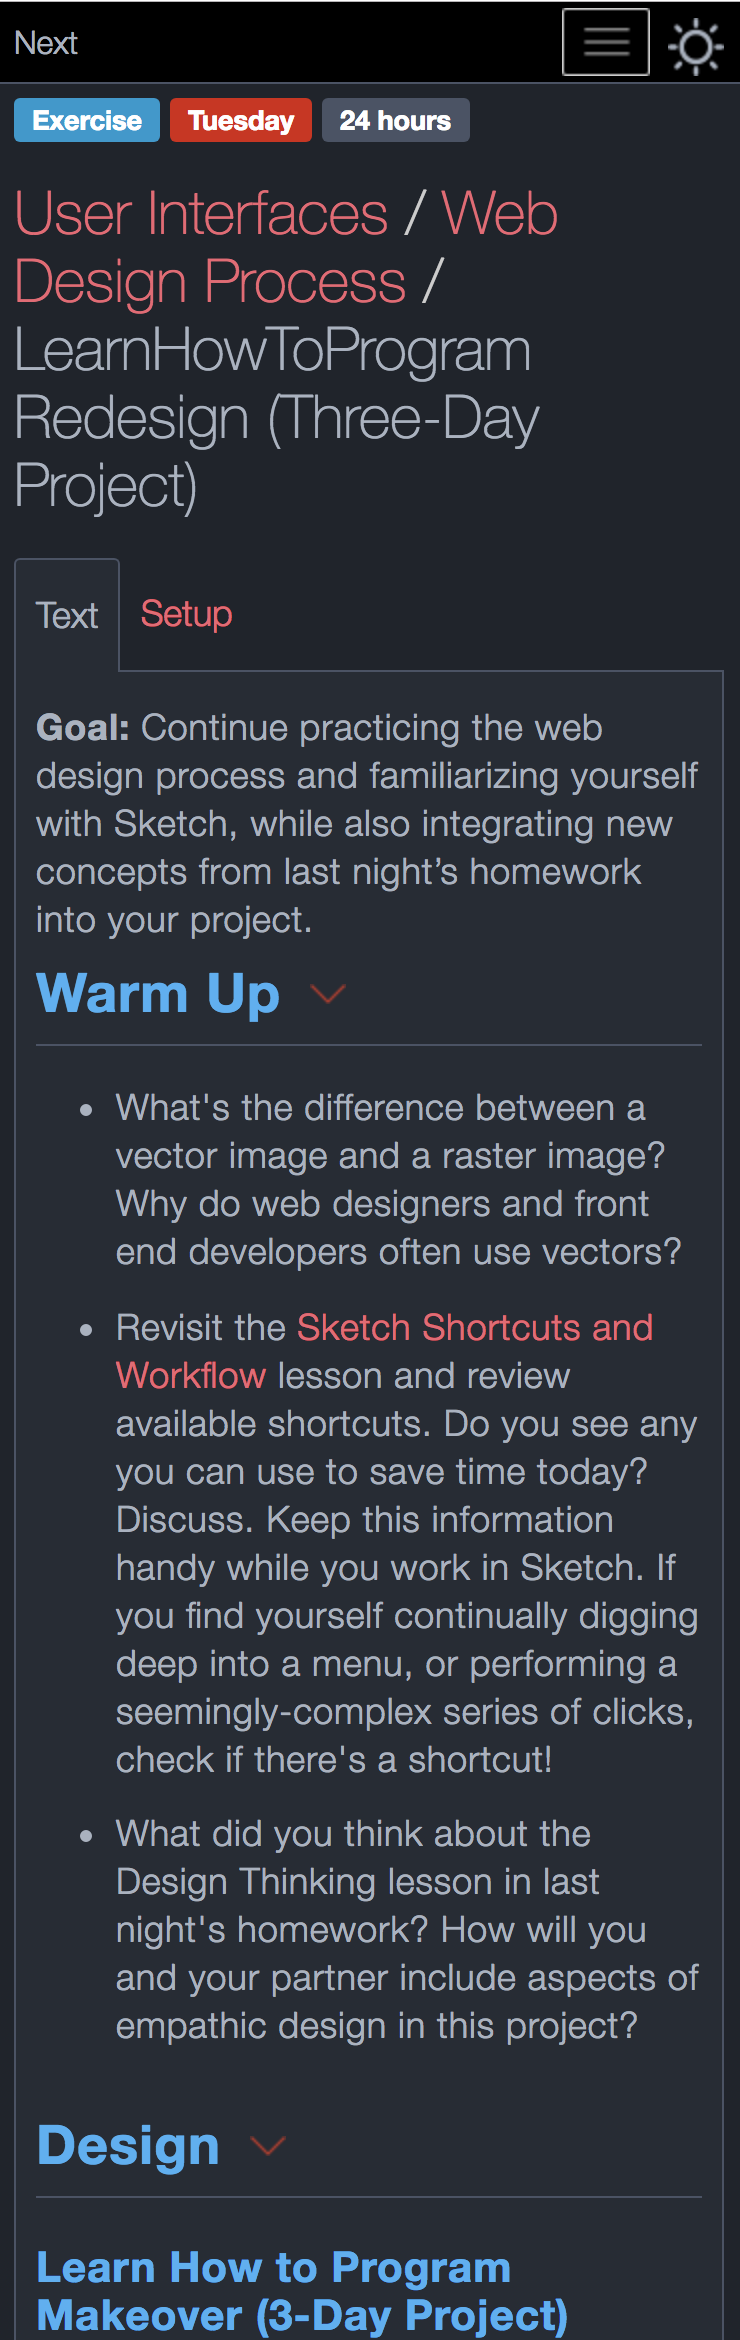 Next
Exercise Tuesday 24 hours
User Interfaces / Web
Design Process /
LearnHowToProgram
Redesign (Three-Day
Project)
Text Setup
Goal: Continue practicing the web
design process and familiarizing yourself
with Sketch, while also integrating new
concepts from last night’s homework
into your project.
Warm Up
• What's the difference between a
vector image and a raster image?
Why do web designers and front
end developers often use vectors?
• Revisit the Sketch Shortcuts and
Workflow lesson and review
available shortcuts. Do you see any
you can use to save time today?
Discuss. Keep this information
handy while you work in Sketch. If
you find yourself continually digging
deep into a menu, or performing a
seemingly-complex series of clicks,
check if there's a shortcut!
• What did you think about the
Design Thinking lesson in last
night's homework? How will you
and your partner include aspects of
empathic design in this project?
Design
Learn How to Program
Makeover (3-Day Project)